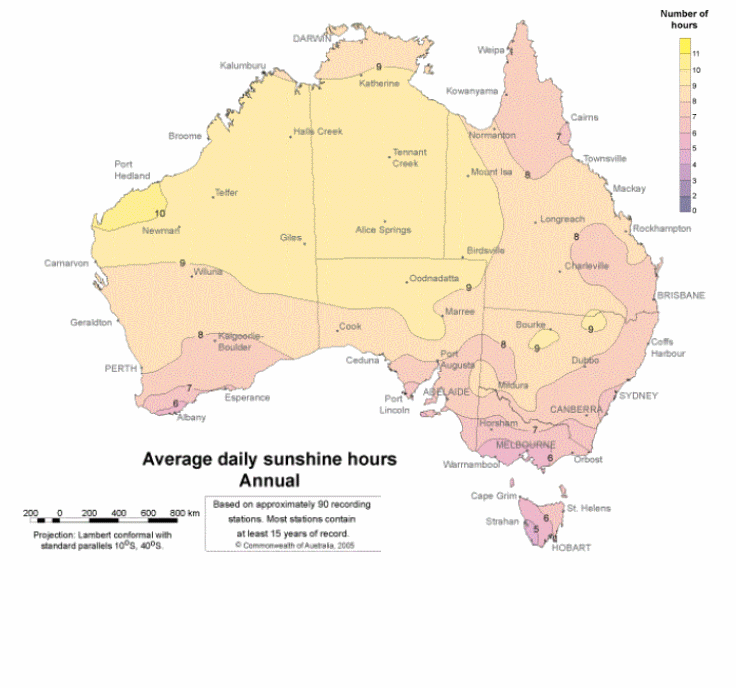 Number of
hours
11
10
9
8
7
6
5
4
3
2
0
DARWIN
Weipa
Kalumburu
9
Katherine
Kowanyama
Cairns
Broome
Halls Creek
Normanton
7
Tennant
Creek
Townsville
Port
Hedland
Mount Isa
8
Mackay
Telfer
10
Newman
Giles
Alice Springs
Longreach
Rockhampton
8
Birdsville
Carnarvon
9
Wiluna
Charleville
Oodnadatta
9
BRISBANE
Geraldton
Marree
Cook
Bourke
9
8
Kalgoorlie-
Boulder
8
9
Coffs
Harbour
Ceduna
Port
Augusta
Dubbo
PERTH
7
Mildura
6
Esperance
Port
Lincoln
ADELAIDE
SYDNEY
Albany
CANBERRA
Horsham
7
MELBOURNE
Warrnambool
6
Orbost
Average daily sunshine hours
Annual
Cape Grim
St. Helens
Strahan
6
5
HOBART
200 0 200 400 600 800 km
Projection: Lambert conformal with
standard parallels 10°S, 40°S.
Based on approximately 90 recording
stations. Most stations contain
at least 15 years of record.
© Commonwealth of Australia, 2005